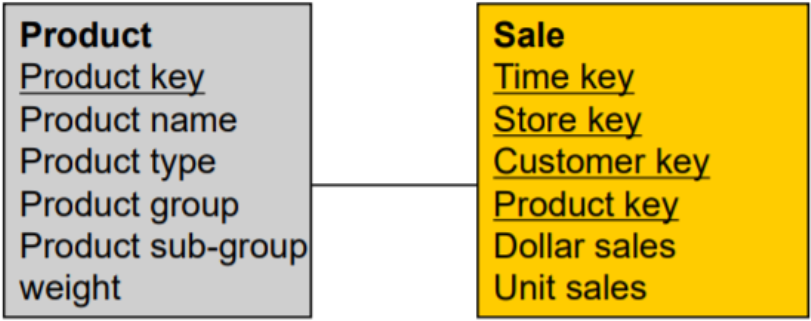 Product
Product key
Product name
Product type
Product group
Product sub-group
weight
Sale
Time key
Store key
Customer key
Product key
Dollar sales
Unit sales